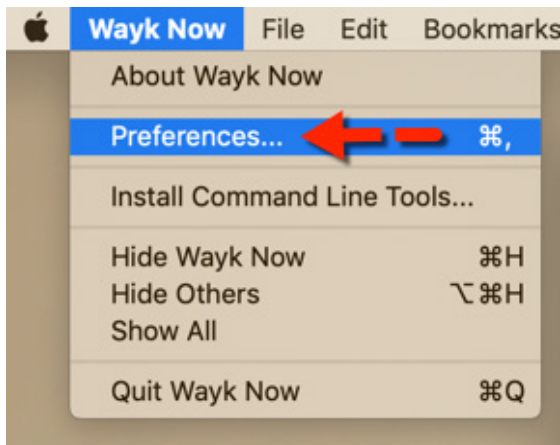 Wayk Now File Edit Bookmarks
About Wayk Now
Preferences... ⌘,
Install Command Line Tools...
Hide Wayk Now ⌘H
Hide Others ⌥⌘H
Show All
Quit Wayk Now ⌘Q